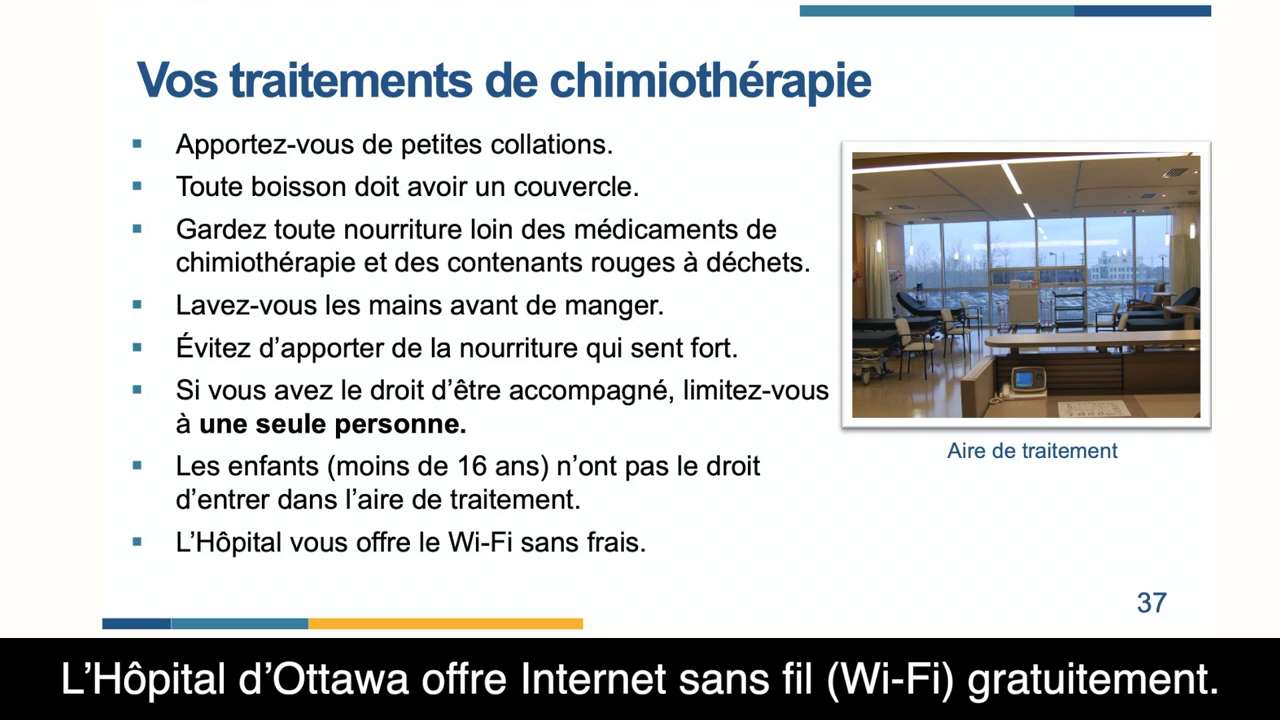 Vos traitements de chimiothérapie
Apportez-vous de petites collations.
Toute boisson doit avoir un couvercle.
Gardez toute nourriture loin des médicaments de
chimiothérapie et des contenants rouges à déchets.
Lavez-vous les mains avant de manger.
Évitez d’apporter de la nourriture qui sent fort.
Si vous avez le droit d’être accompagné, limitez-vous
à une seule personne.
Les enfants (moins de 16 ans) n’ont pas le droit
d’entrer dans l’aire de traitement.
L’Hôpital vous offre le Wi-Fi sans frais.
Aire de traitement
37
L’Hôpital d’Ottawa offre Internet sans fil (Wi-Fi) gratuitement.